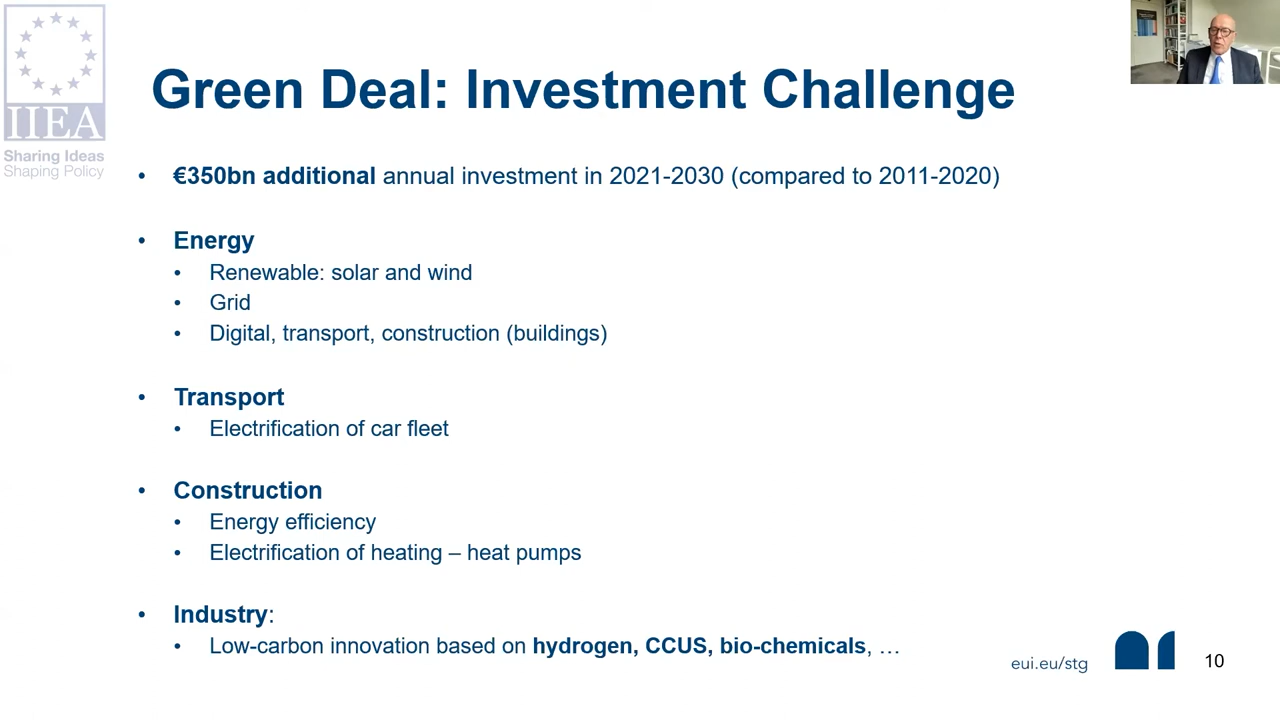 IIEA
Sharing Ideas
Shaping Policy
Green Deal: Investment Challenge
• €350bn additional annual investment in 2021-2030 (compared to 2011-2020)
• Energy
• Renewable: solar and wind
• Grid
• Digital, transport, construction (buildings)
• Transport
• Electrification of car fleet
• Construction
• Energy efficiency
• Electrification of heating – heat pumps
• Industry:
• Low-carbon innovation based on hydrogen, CCUS, bio-chemicals, …
eui.eu/stg
10